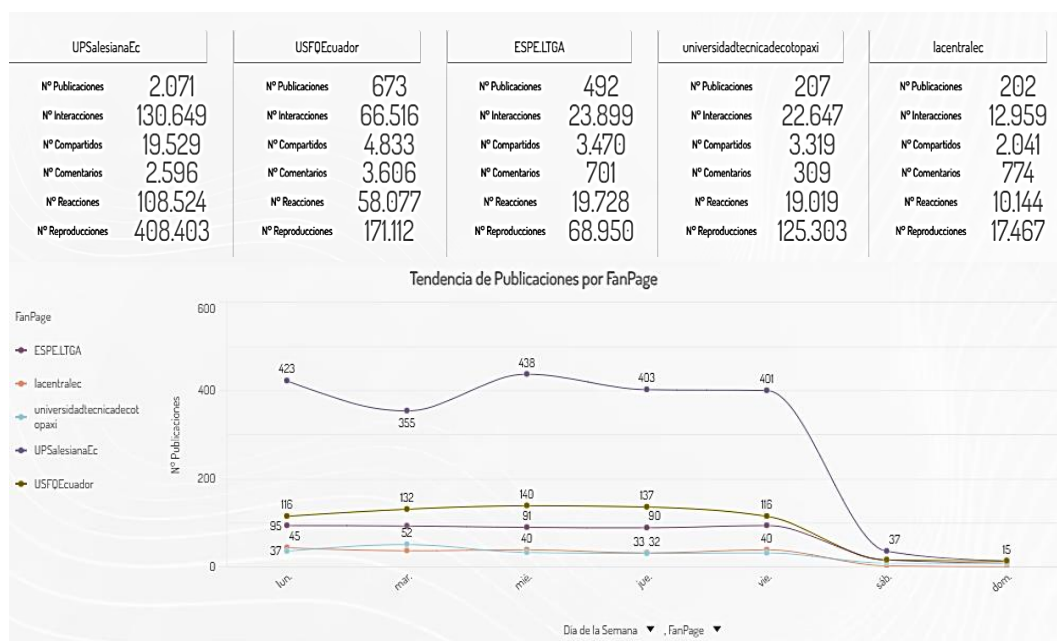 UPSalesianaEc
Nº Publicaciones 2.071
Nº Interacciones 130.649
Nº Compartidos 19.529
Nº Comentarios 2.596
Nº Reacciones 108.524
Nº Reproducciones 408.403
USFQEcuador
Nº Publicaciones 673
Nº Interacciones 66.516
Nº Compartidos 4.833
Nº Comentarios 3.606
Nº Reacciones 58.077
Nº Reproducciones 171.112
ESPE.LTGA
Nº Publicaciones 492
Nº Interacciones 23.899
Nº Compartidos 3.470
Nº Comentarios 701
Nº Reacciones 19.728
Nº Reproducciones 68.950
universidadtecnicadecotopaxi
Nº Publicaciones 207
Nº Interacciones 22.647
Nº Compartidos 3.319
Nº Comentarios 309
Nº Reacciones 19.019
Nº Reproducciones 125.303
lacentralec
Nº Publicaciones 202
Nº Interacciones 12.959
Nº Compartidos 2.041
Nº Comentarios 774
Nº Reacciones 10.144
Nº Reproducciones 17.467
Tendencia de Publicaciones por FanPage
FanPage
ESPE.LTGA
lacentralec
universidadtecnicadecot
opaxi
UPSalesianaEc
USFQEcuador
Nº Publicaciones
600
400
200
0
423 355 438 403 401 37 15
116 132 140 137 116
95 91 90
45 52 40 33 32 40
37
lun. mar. mié. jue. vie. sáb. dom.
Día de la Semana , FanPage